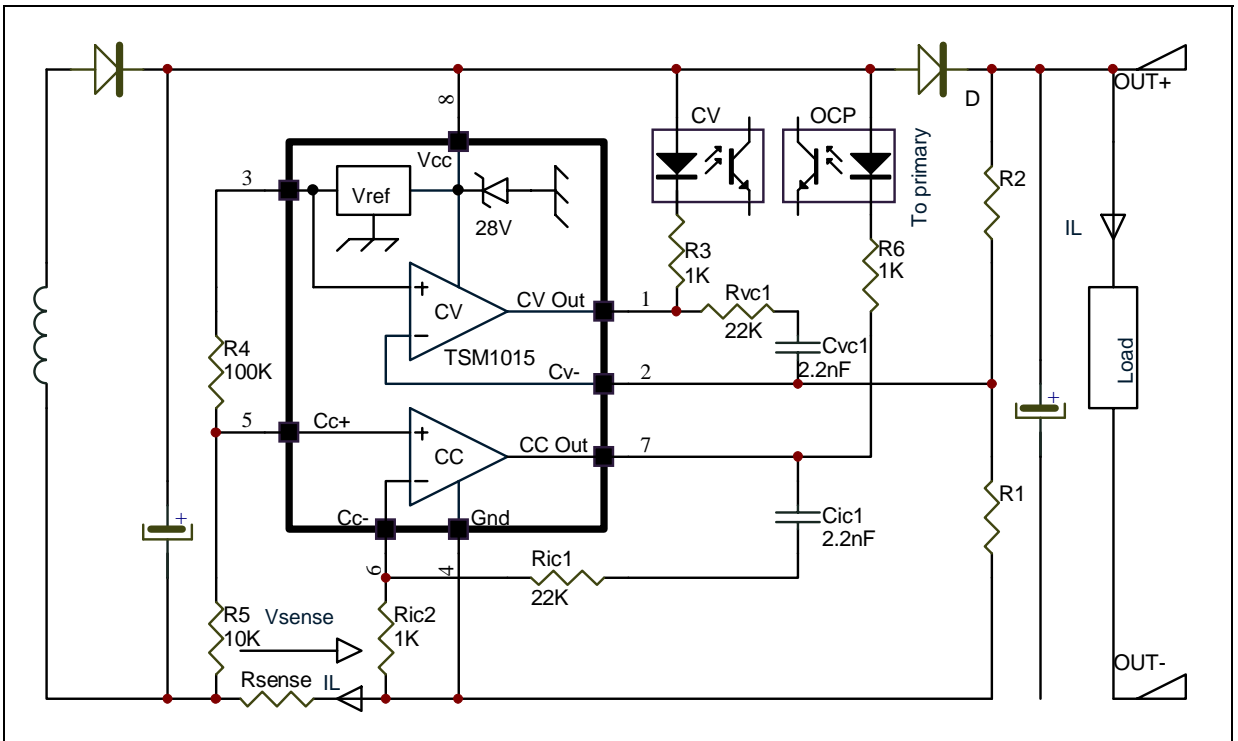 OUT+
D
8
CV
OCP
To primary
Vcc
3
Vref
28V
R2
IL
R3
1K
R6
1K
+
CV
−
CV Out
1
Rvc1
22K
TSM1015
Cvc1
2.2nF
R4
100K
Cv-
2
Load
+
5
Cc+
+
CC
−
CC Out
7
R1
Cc-
Gnd
+
Cic1
2.2nF
6
4
Ric1
22K
R5
10K
Vsense
Ric2
1K
OUT-
Rsense
IL